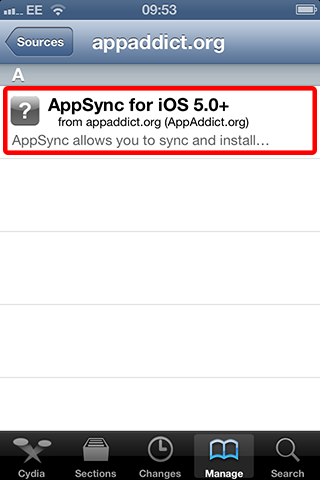 EE 09:53
Sources appaddict.org
A
? AppSync for iOS 5.0+
from appaddict.org (AppAddict.org)
AppSync allows you to sync and install…
Cydia Sections Changes Manage Search